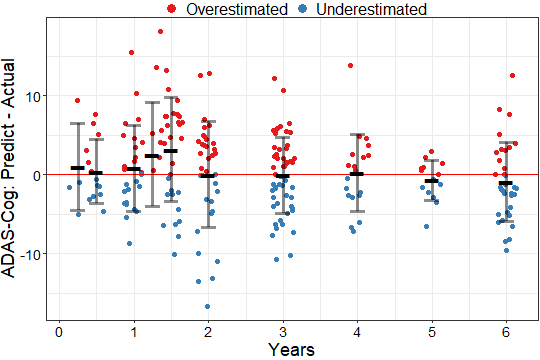 Overestimated Underestimated
ADAS-Cog: Predict - Actual
10
0
-10
0 1 2 3 4 5 6
Years